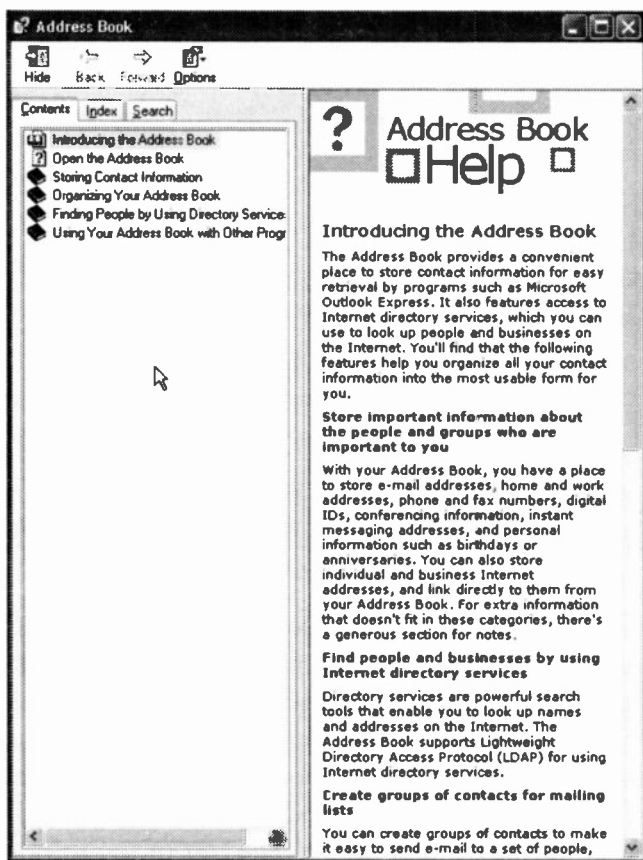 Address Book
Hide Back Forward Options
Contents Index Search
Introducing the Address Book
Open the Address Book
Storing Contact Information
Organizing Your Address Book
Finding People by Using Directory Service
Using Your Address Book with Other Progr
?
Address Book
Help
Introducing the Address Book
The Address Book provides a convenient
place to store contact information for easy
retrieval by programs such as Microsoft
Outlook Express. It also features access to
Internet directory services, which you can
use to look up people and businesses on
the Internet. You'll find that the following
features help you organize all your contact
information into the most usable form for
you.
Store important information about
the people and groups who are
important to you
With your Address Book, you have a place
to store e-mail addresses, home and work
addresses, phone and fax numbers, digital
IDs, conferencing information, instant
messaging addresses, and personal
information such as birthdays or
anniversaries. You can also store
individual and business Internet
addresses, and link directly to them from
your Address Book. For extra information
that doesn't fit in these categories, there's
a generous section for notes.
Find people and businesses by using
Internet directory services
Directory services are powerful search
tools that enable you to look up names
and addresses on the Internet. The
Address Book supports Lightweight
Directory Access Protocol (LDAP) for using
Internet directory services.
Create groups of contacts for mailing
lists
You can create groups of contacts to make
it easy to send e-mail to a set of people,